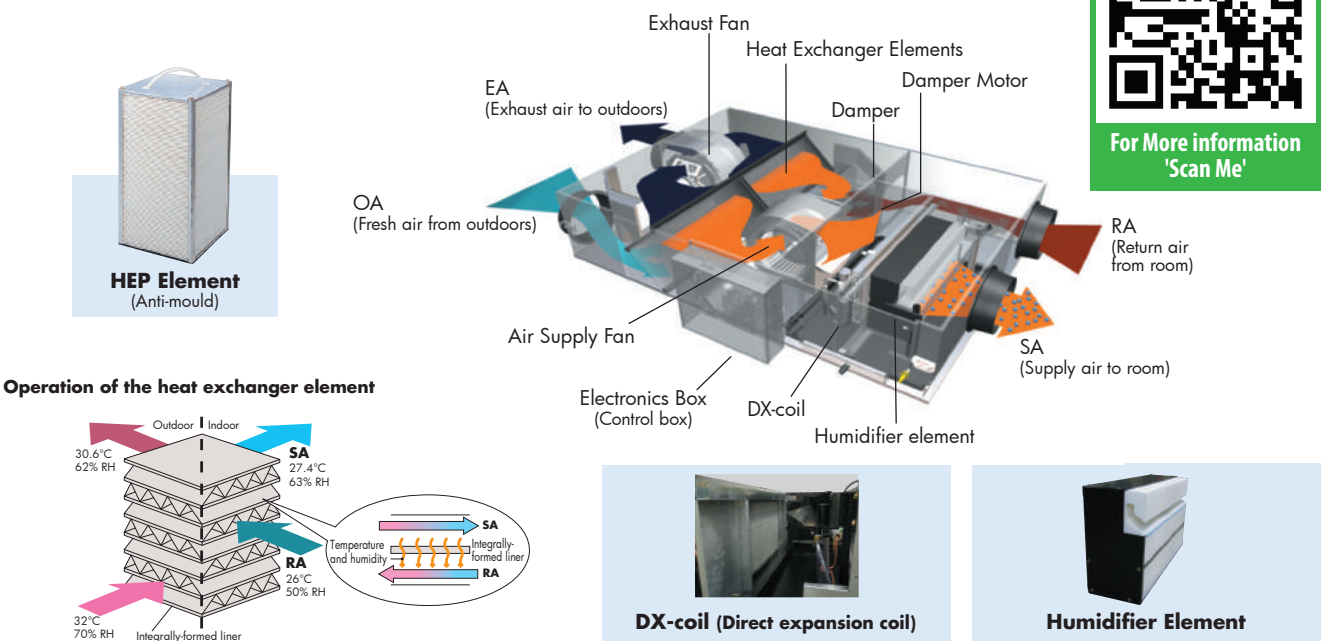 Exhaust Fan
Heat Exchanger Elements
Damper Motor
EA
(Exhaust air to outdoors)
Damper
For More information
'Scan Me'
OA
(Fresh air from outdoors)
RA
(Return air
from room)
HEP Element
(Anti-mould)
Air Supply Fan
SA
(Supply air to room)
Electronics Box
(Control box)
DX-coil
Humidifier element
Operation of the heat exchanger element
Outdoor
Indoor
30.6°C
62% RH
SA
27.4°C
63% RH
SA
Temperature
and humidity
Integrally-
formed liner
RA
RA
26°C
50% RH
32°C
70% RH
Integrally-formed liner
DX-coil (Direct expansion coil)
Humidifier Element